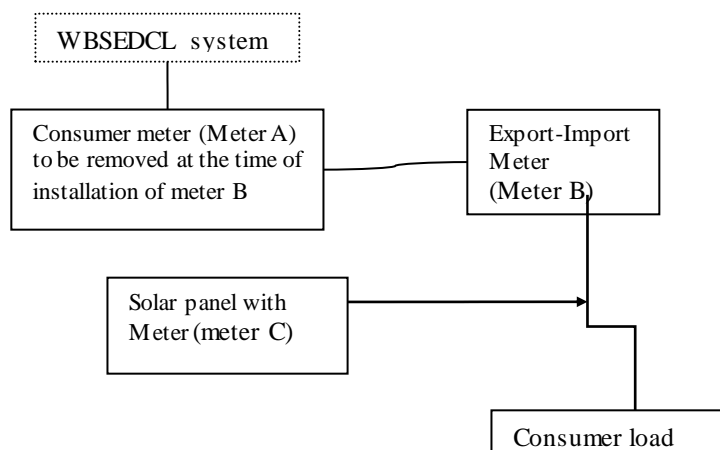 WBSEDCL system
Consumer meter (Meter A)
to be removed at the time of
installation of meter B
Export-Import
Meter
(Meter B)
Solar panel with
Meter (meter C)
Consumer load